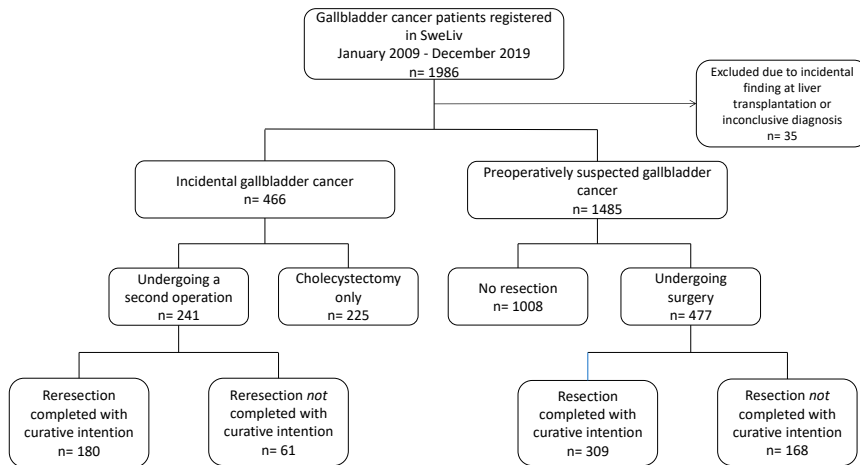 Gallbladder cancer patients registered
in SweLiv
January 2009 - December 2019
n= 1986
Excluded due to incidental
finding at liver
transplantation or
inconclusive diagnosis
n= 35
Incidental gallbladder cancer
n= 466
Preoperatively suspected gallbladder
cancer
n= 1485
Undergoing a
second operation
n= 241
Cholecystectomy
only
n= 225
No resection
n= 1008
Undergoing
surgery
n= 477
Reresection
completed with
curative intention
n= 180
Reresection not
completed with
curative intention
n= 61
Resection
completed with
curative intention
n= 309
Resection not
completed with
curative intention
n= 168